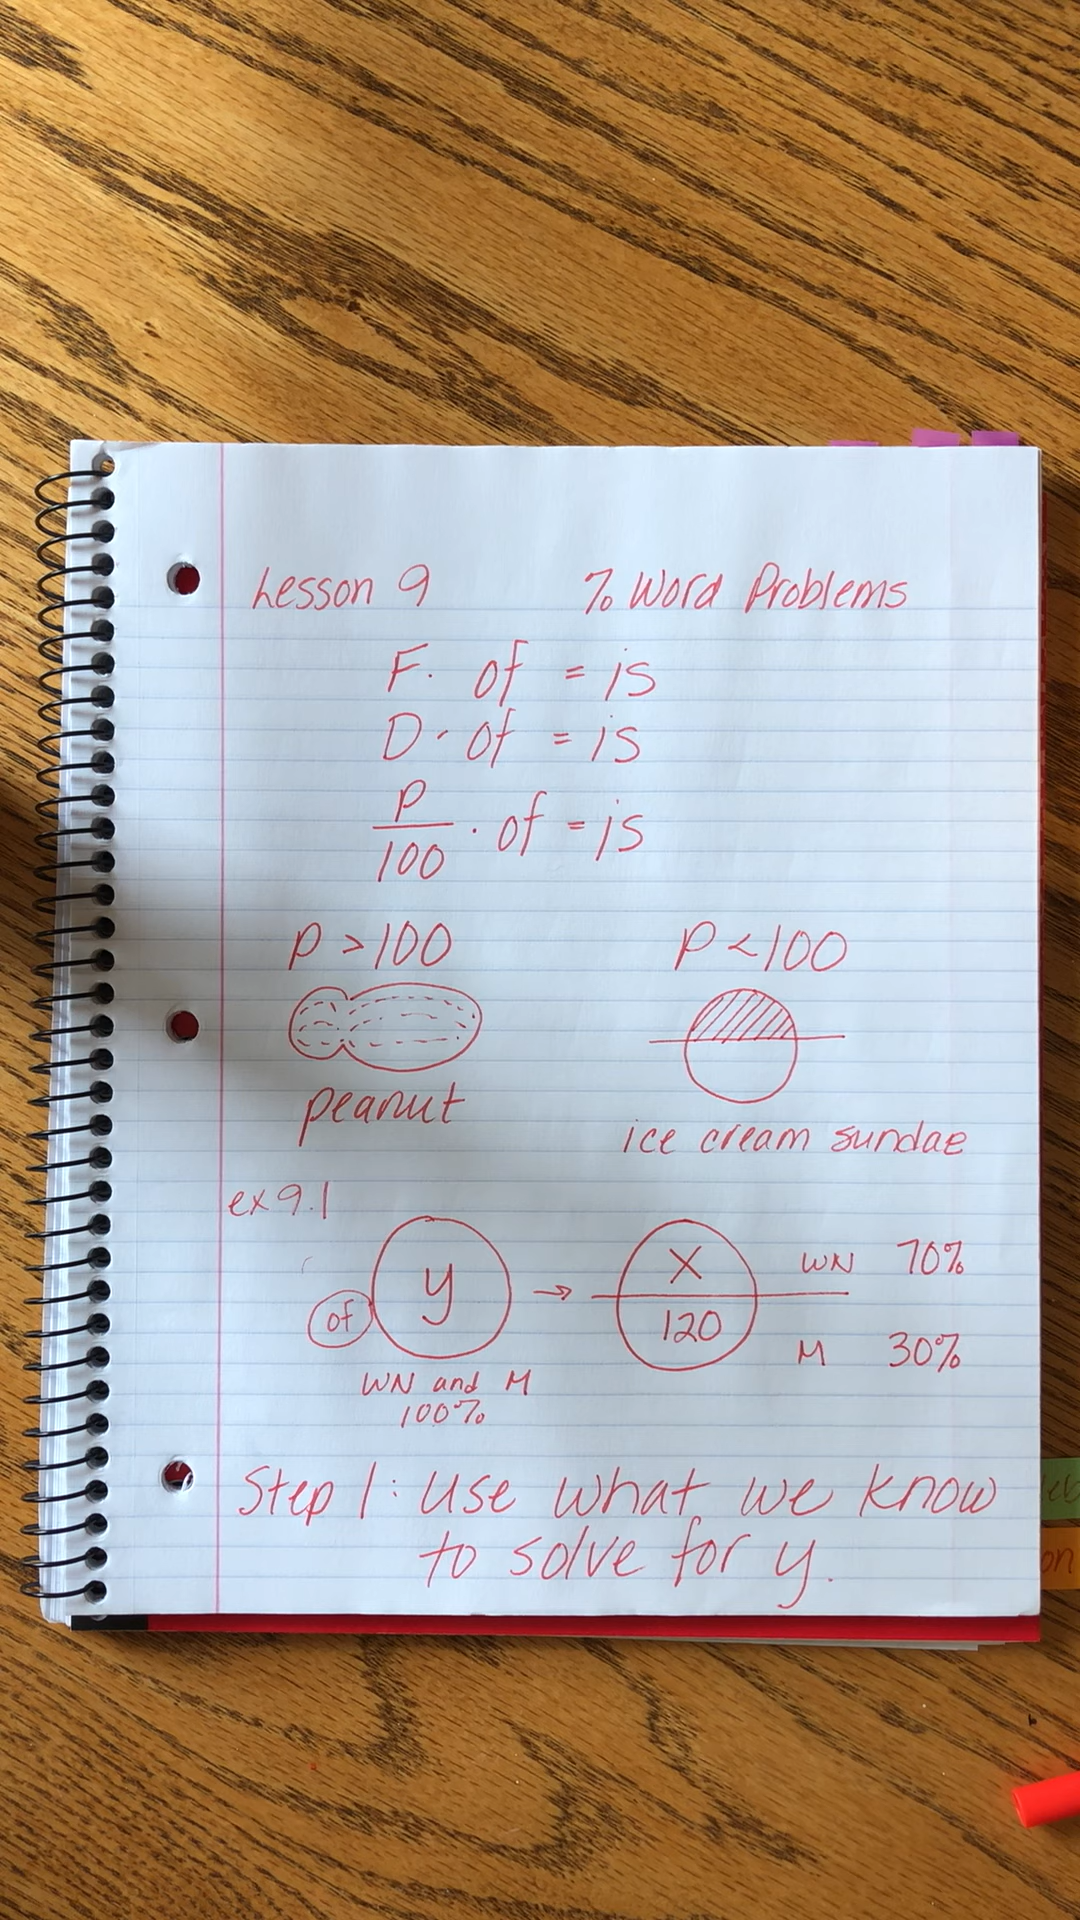 Lesson 9 % Word Problems
F. of = is
D · of = is
P/100 · of = is
P > 100 P < 100
peanut
ice cream sundae
ex 9.1
y → X WN 70%
of 120 M 30%
WN and M
100%
Step 1: Use what we know
to solve for y.